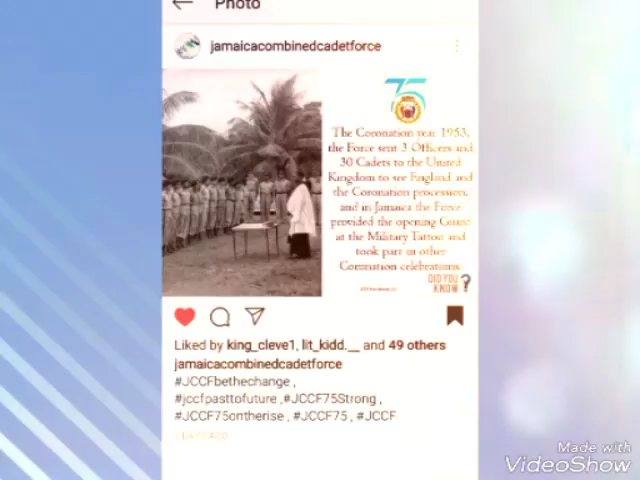 Photo
jamaicacombinedcadetforce
75
The Coronation year 1953,
the Force sent 3 Officers and
30 Cadets to the United
Kingdom to see England and
the Coronation procession,
and in Jamaica the Force
provided the opening Guard
at the Military Tattoo and
took part in other
Coronation celebrations
DID YOU
KNOW ?
Liked by king_cleve1, lit_kidd.__ and 49 others
jamaicacombinedcadetforce
#JCCFbethechange ,
#jccfpasttofuture ,#JCCF75Strong ,
#JCCF75ontherise , #JCCF75 , #JCCF
Made with
VideoShow